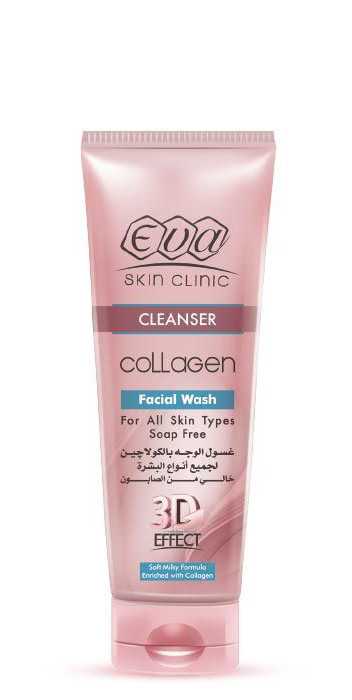 Eva
SKIN CLINIC
CLEANSER
coLLagen
Facial Wash
For All Skin Types
Soap Free
غسول الوجه بالكولاچين
لجميع أنواع البشرة
خالي من الصابون
3D
EFFECT
Soft Milky Formula
Enriched with Collagen